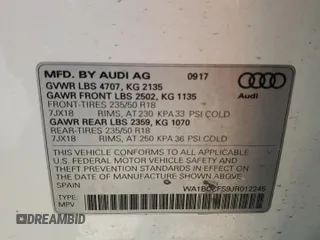 MFD. BY AUDI AG 09/17
GVWR LBS 4707, KG 2135
GAWR FRONT LBS 2502, KG 1135
FRONT-TIRES 235/50 R18
7JX18 RIMS, AT 230 KPA 33 PSI COLD
GAWR REAR LBS 2359, KG 1070
REAR-TIRES 235/50 R18
7JX18 RIMS, AT 250 KPA 36 PSI COLD
Audi
THIS VEHICLE CONFORMS TO ALL APPLICABLE
U.S. FEDERAL MOTOR VEHICLE SAFETY AND
THEFT PREVENTION STANDARDS IN EFFECT ON
THE DATE OF MANUFACTURE SHOWN ABOVE.
SPAIN
TYPE:
MPV
DREAMBID